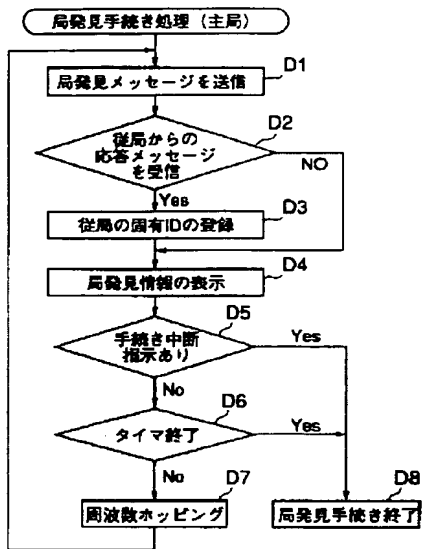 局発見手続き処理（主局）
D1
局発見メッセージを送信
D2
従局からの
応答メッセージ
を受信
NO
Yes
D3
従局の固有IDの登録
D4
局発見情報の表示
D5
手続き中断
指示あり
Yes
No
D6
タイマ終了
Yes
No
D7
周波数ホッピング
D8
局発見手続き終了